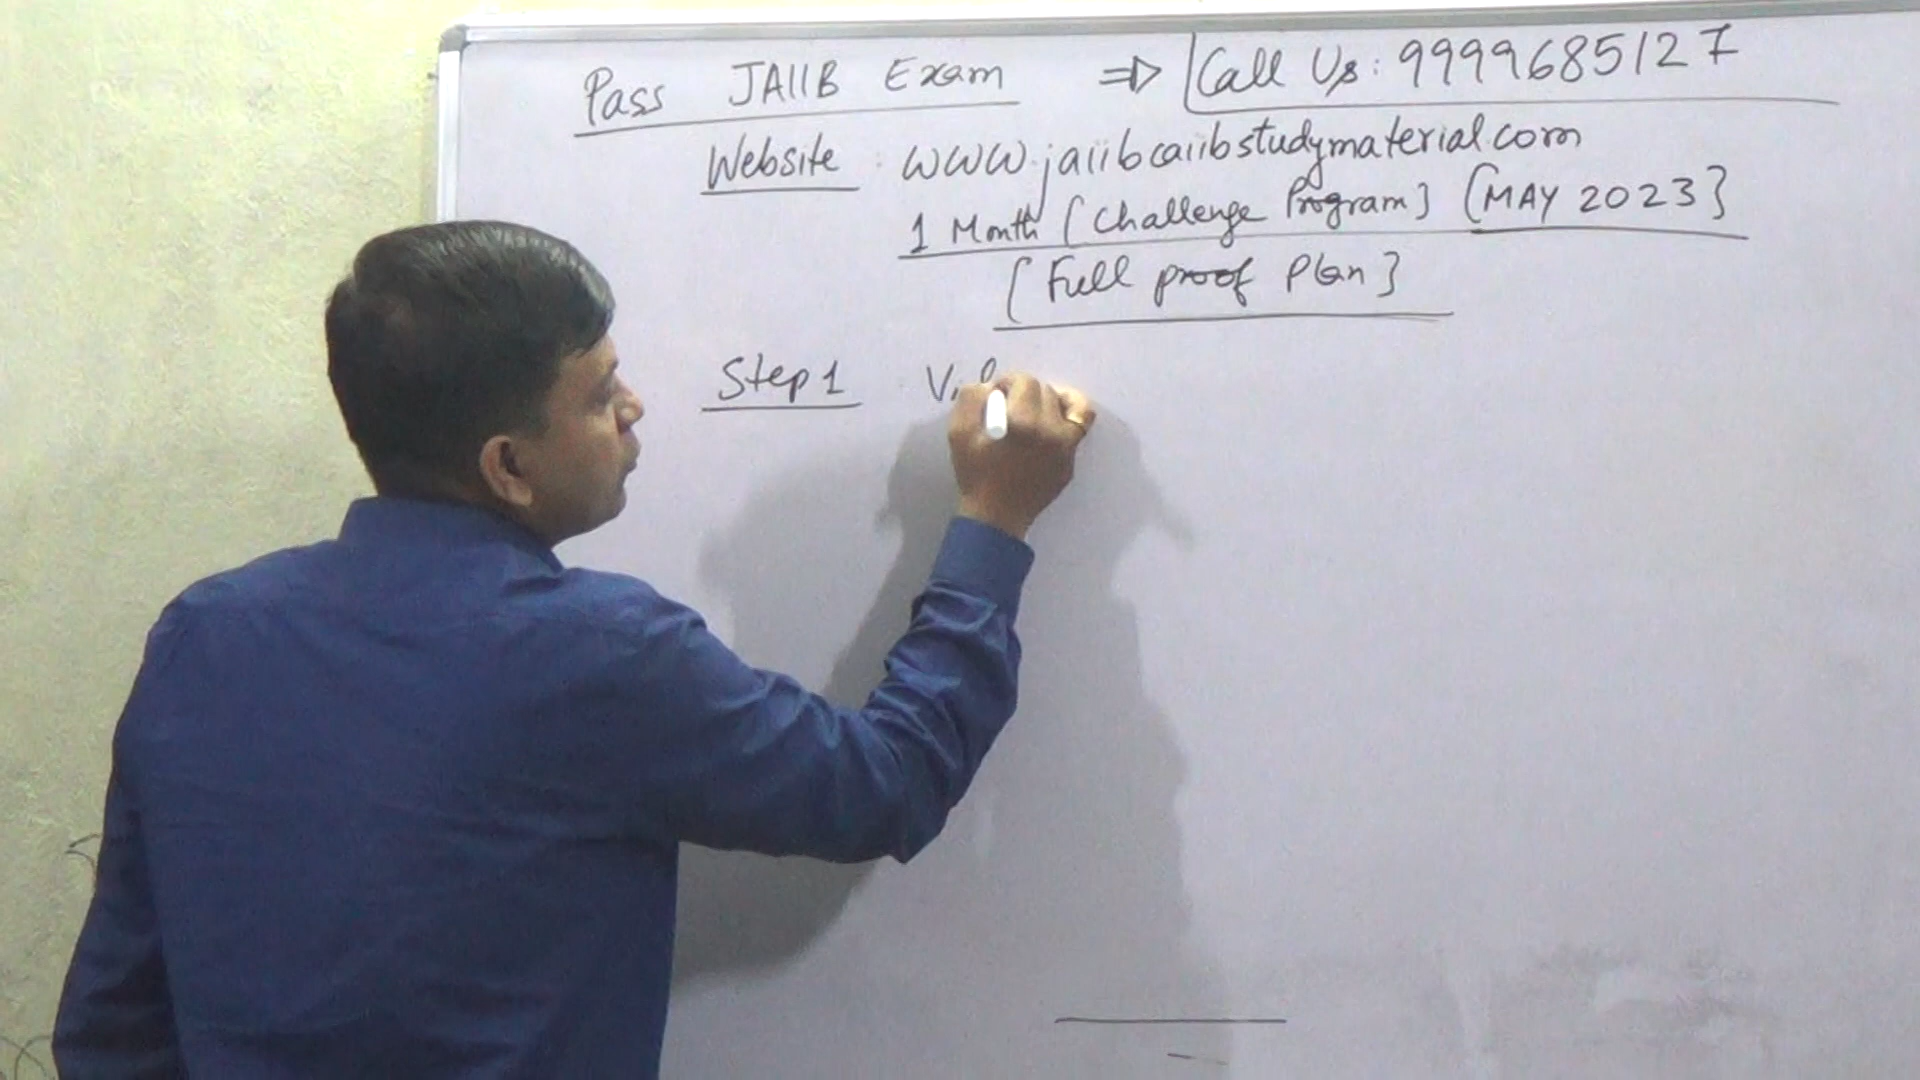 Pass JAIIB Exam ⇒ Call Us: 9999685127
Website : www.jaiibcaiibstudymaterial.com
1 Month [Challenge Program] [MAY 2023]
[Full proof Plan]
Step 1